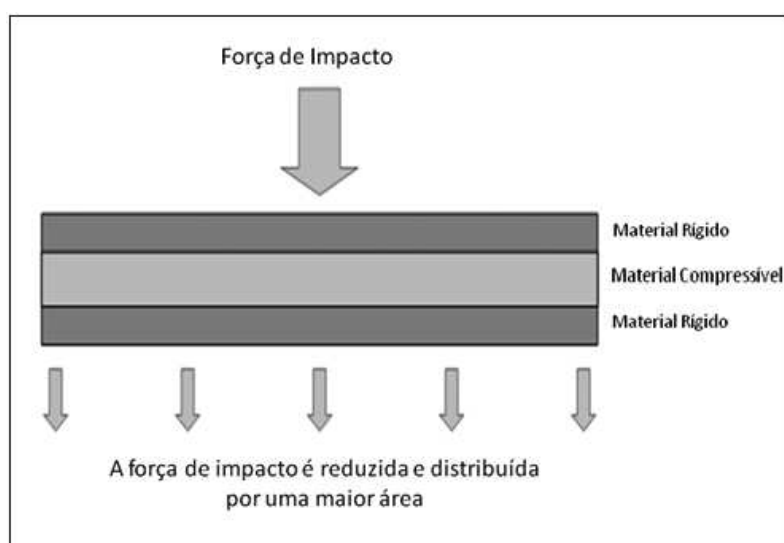 Força de Impacto
Material Rígido
Material Compressível
Material Rígido
A força de impacto é reduzida e distribuída
por uma maior área